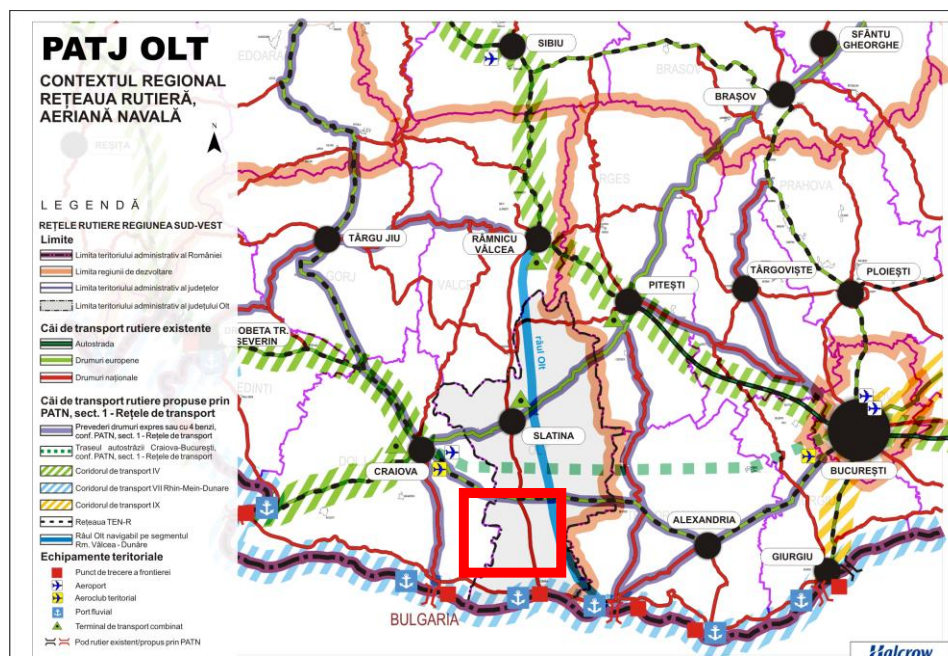 PATJ OLT
CONTEXTUL REGIONAL
REȚEAUA RUTIERĂ,
AERIANĂ NAVALĂ
N
LEGENDĂ
REȚELE RUTIERE REGIUNEA SUD-VEST
Limite
Limita teritoriului administrativ al României
Limita regiunii de dezvoltare
Limita teritoriului administrativ al județelor
Limita teritoriului administrativ al județului Olt
Căi de transport rutiere existente
Autostrada
Drumuri europene
Drumuri naționale
Căi de transport rutiere propuse prin
PATN, sect. 1 - Rețele de transport
Prevederi drumuri expres sau cu 4 benzi,
conf. PATN, sect. 1 - Rețele de transport
Traseul autostrăzii Craiova-București,
conf. PATN, sect. 1 - Rețele de transport
Coridorul de transport IV
Coridorul de transport VII Rhin-Mein-Dunare
Coridorul de transport IX
Rețeaua TEN-R
Râul Olt navigabil pe segmentul
Rm. Vâlcea - Dunăre
Echipamente teritoriale
Punct de trecere a frontierei
Aeroport
Aeroclub teritorial
Port fluvial
Terminal de transport combinat
Pod rutier existent/propus prin PATN
SIBIU
SFÂNTU
GHEORGHE
BRASOV
BRAȘOV
REȘIȚA
PRAHOVA
TÂRGU JIU
RÂMNICU
VÂLCEA
GORJ
PITEȘTI
TÂRGOVIȘTE
PLOIEȘTI
SEVERIN
râul Olt
SLATINA
CRAIOVA
BUCUREȘTI
ALEXANDRIA
GIURGIU
BULGARIA
Halcrow